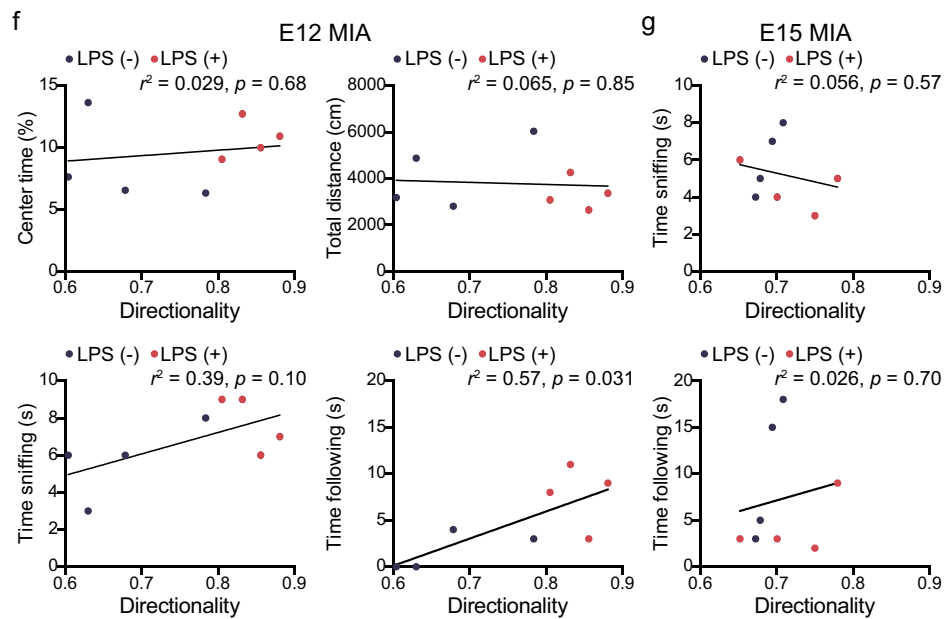 f
E12 MIA
LPS (-) LPS (+)
r² = 0.029, p = 0.68
Center time (%)
15
10
5
0
0.6 0.7 0.8 0.9
Directionality
LPS (-) LPS (+)
r² = 0.065, p = 0.85
Total distance (cm)
8000
6000
4000
2000
0
0.6 0.7 0.8 0.9
Directionality
LPS (-) LPS (+)
r² = 0.39, p = 0.10
Time sniffing (s)
10
8
6
4
2
0
0.6 0.7 0.8 0.9
Directionality
LPS (-) LPS (+)
r² = 0.57, p = 0.031
Time following (s)
20
15
10
5
0
0.6 0.7 0.8 0.9
Directionality
g
E15 MIA
LPS (-) LPS (+)
r² = 0.056, p = 0.57
Time sniffing (s)
10
8
6
4
2
0
0.6 0.7 0.8 0.9
Directionality
LPS (-) LPS (+)
r² = 0.026, p = 0.70
Time following (s)
20
15
10
5
0
0.6 0.7 0.8 0.9
Directionality